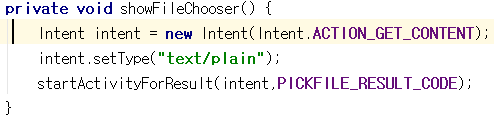 private void showFileChooser() {
Intent intent = new Intent(Intent.ACTION_GET_CONTENT);
intent.setType("text/plain");
startActivityForResult(intent,PICKFILE_RESULT_CODE);
}